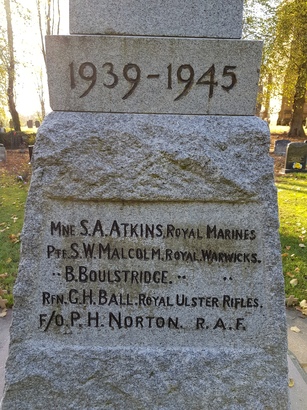 1939-1945
MNE S.A. ATKINS, ROYAL MARINES
PTE. S.W. MALCOLM, ROYAL WARWICKS.
" B. BOULSTRIDGE. " "
RFN. G.H. BALL. ROYAL ULSTER RIFLES.
F/O. P. H. NORTON. R. A. F.